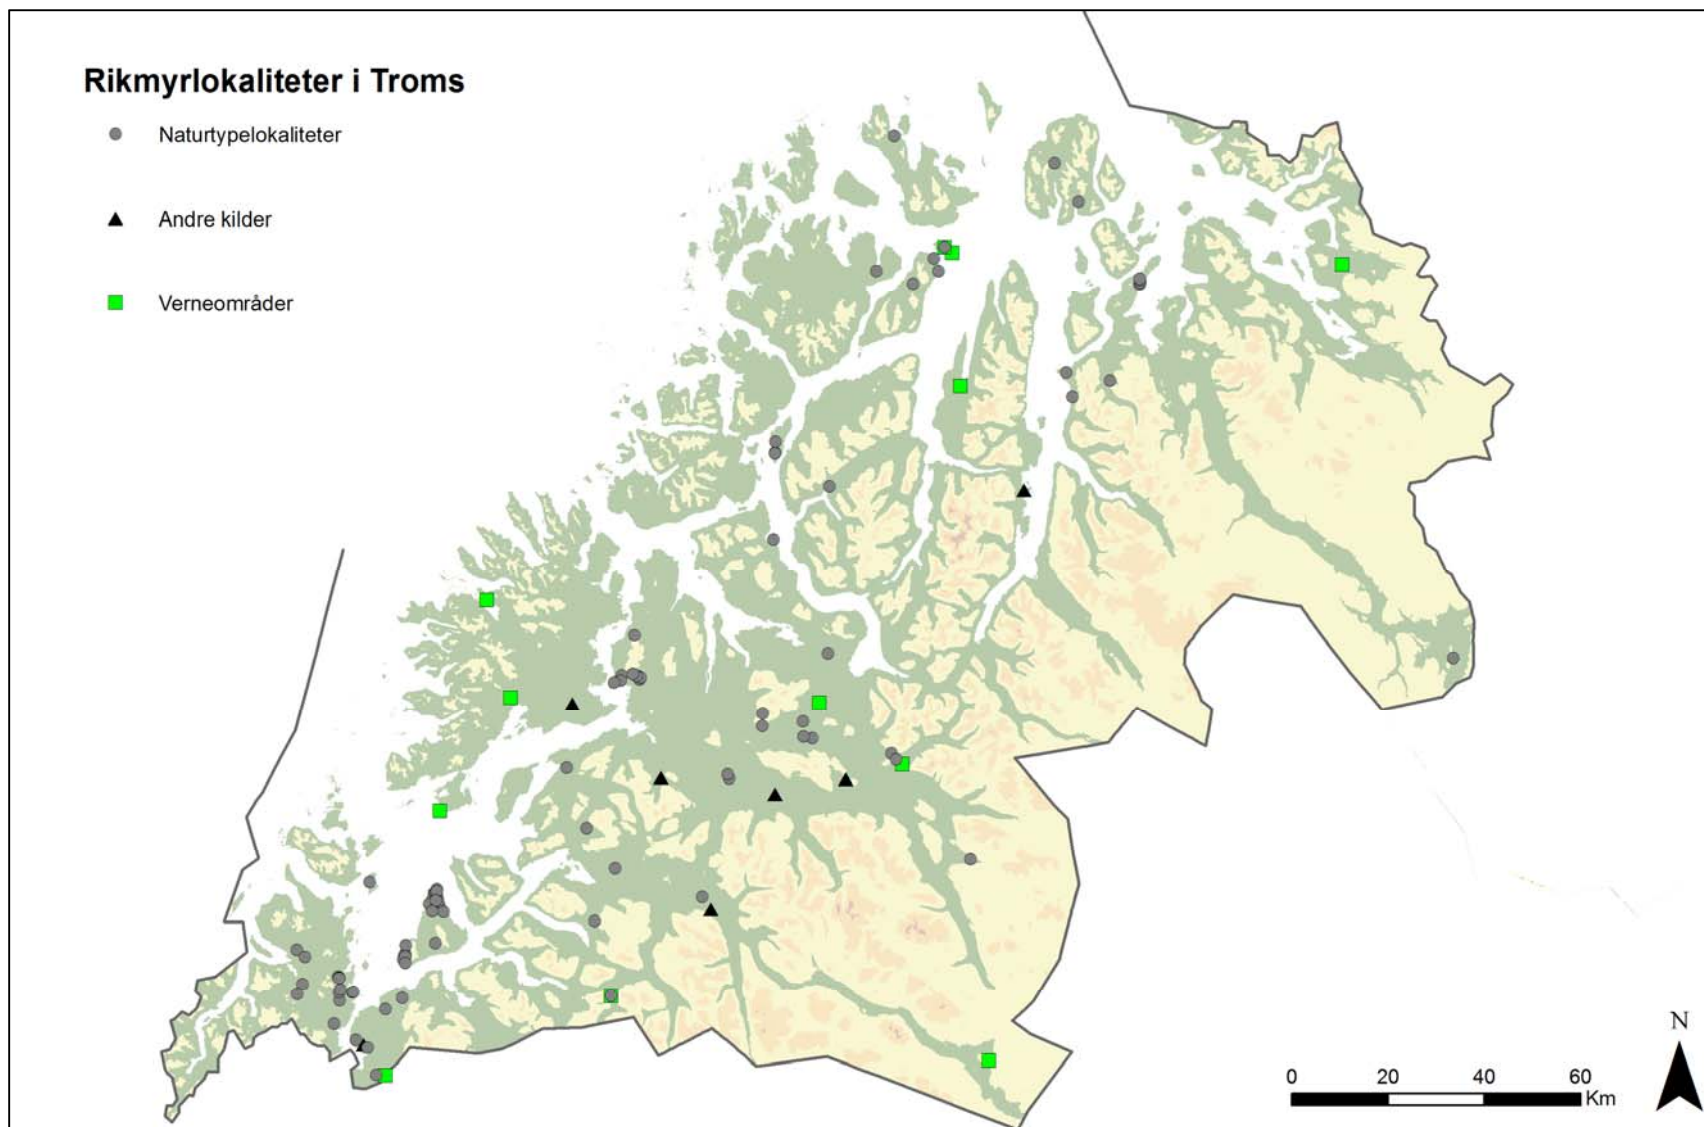 Rikmyrlokaliteter i Troms
Naturtypelokaliteter
Andre kilder
Verneområder
N
0 20 40 60
Km